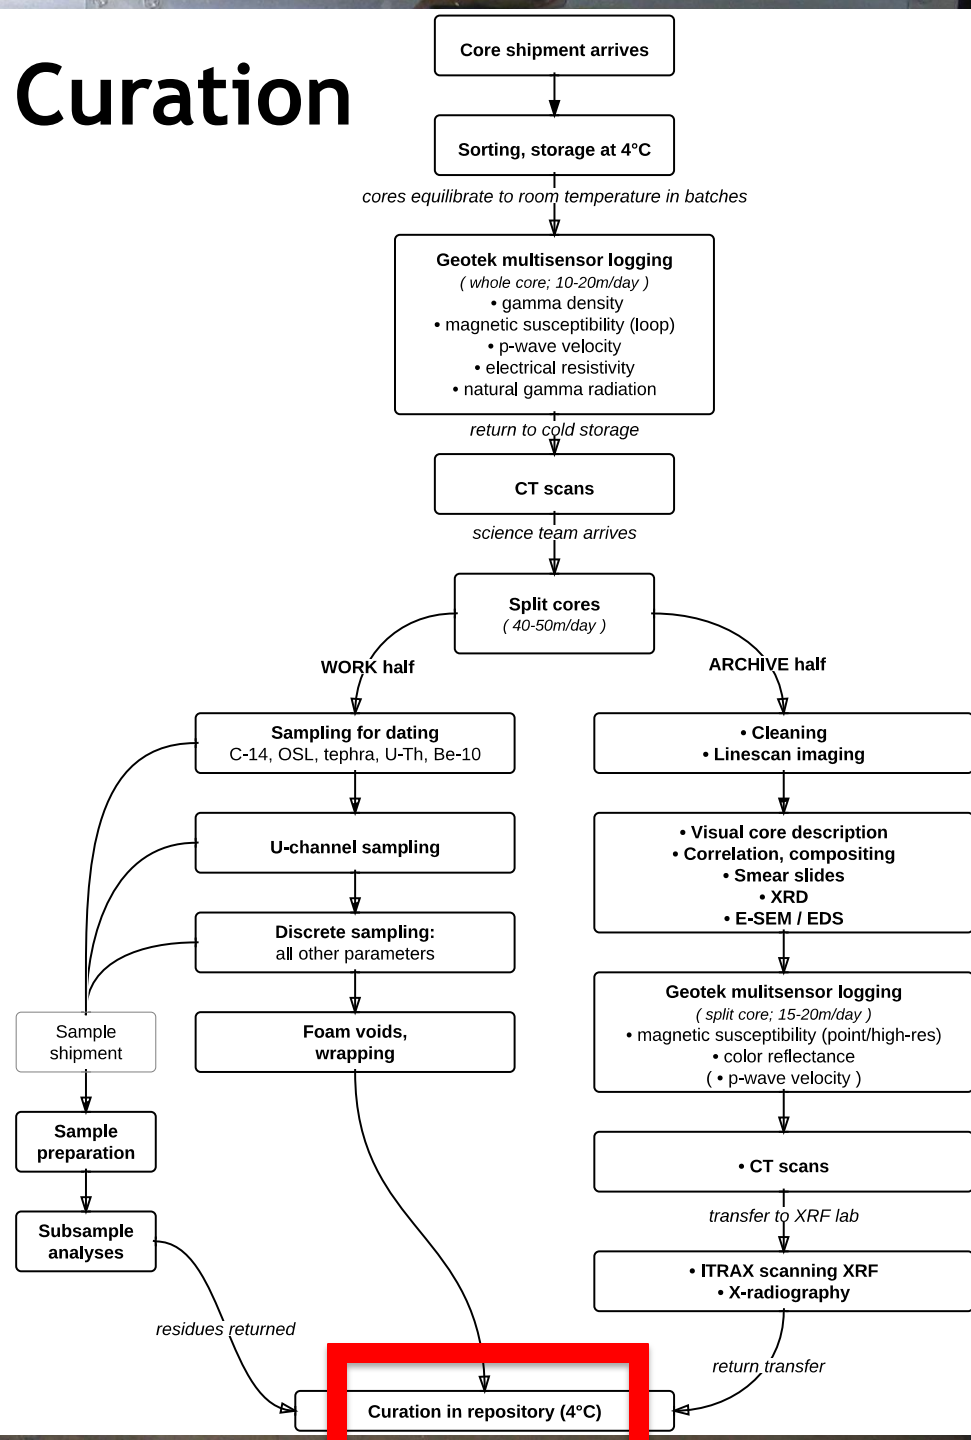 Curation
Core shipment arrives
Sorting, storage at 4°C
cores equilibrate to room temperature in batches
Geotek multisensor logging
( whole core; 10-20m/day )
• gamma density
• magnetic susceptibility (loop)
• p-wave velocity
• electrical resistivity
• natural gamma radiation
return to cold storage
CT scans
science team arrives
Split cores
( 40-50m/day )
WORK half
ARCHIVE half
Sampling for dating
C-14, OSL, tephra, U-Th, Be-10
U-channel sampling
Discrete sampling:
all other parameters
Foam voids,
wrapping
Sample
shipment
Sample
preparation
Subsample
analyses
residues returned
• Cleaning
• Linescan imaging
• Visual core description
• Correlation, compositing
• Smear slides
• XRD
• E-SEM / EDS
Geotek mulitsensor logging
( split core; 15-20m/day )
• magnetic susceptibility (point/high-res)
• color reflectance
( • p-wave velocity )
• CT scans
transfer to XRF lab
• ITRAX scanning XRF
• X-radiography
return transfer
Curation in repository (4°C)